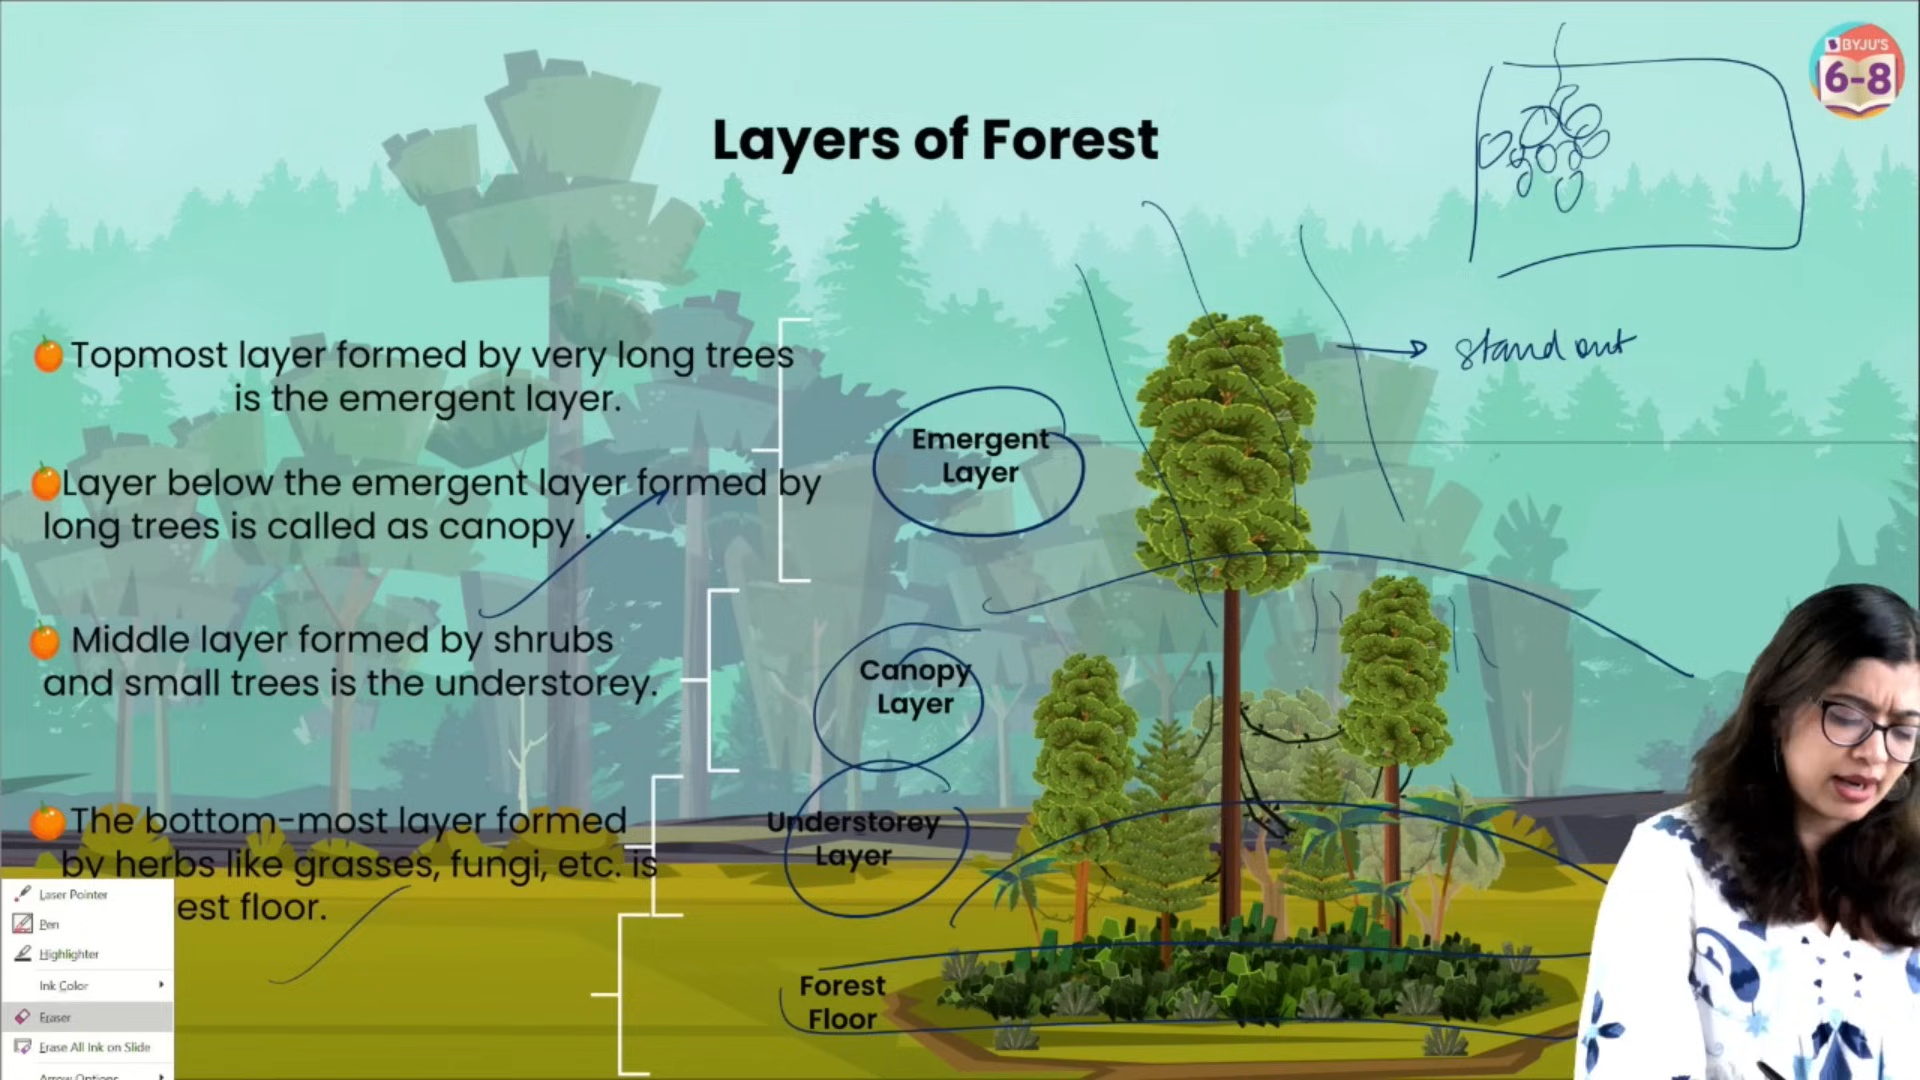 BYJU'S
6-8
Layers of Forest
stand out
Topmost layer formed by very long trees
is the emergent layer.
Emergent
Layer
Layer below the emergent layer formed by
long trees is called as canopy .
Middle layer formed by shrubs
and small trees is the understorey.
Canopy
Layer
The bottom-most layer formed
by herbs like grasses, fungi, etc. is
est floor.
Understorey
Layer
Forest
Floor
Laser Pointer
Pen
Highlighter
Ink Color
Eraser
Erase All Ink on Slide
Arrow Options